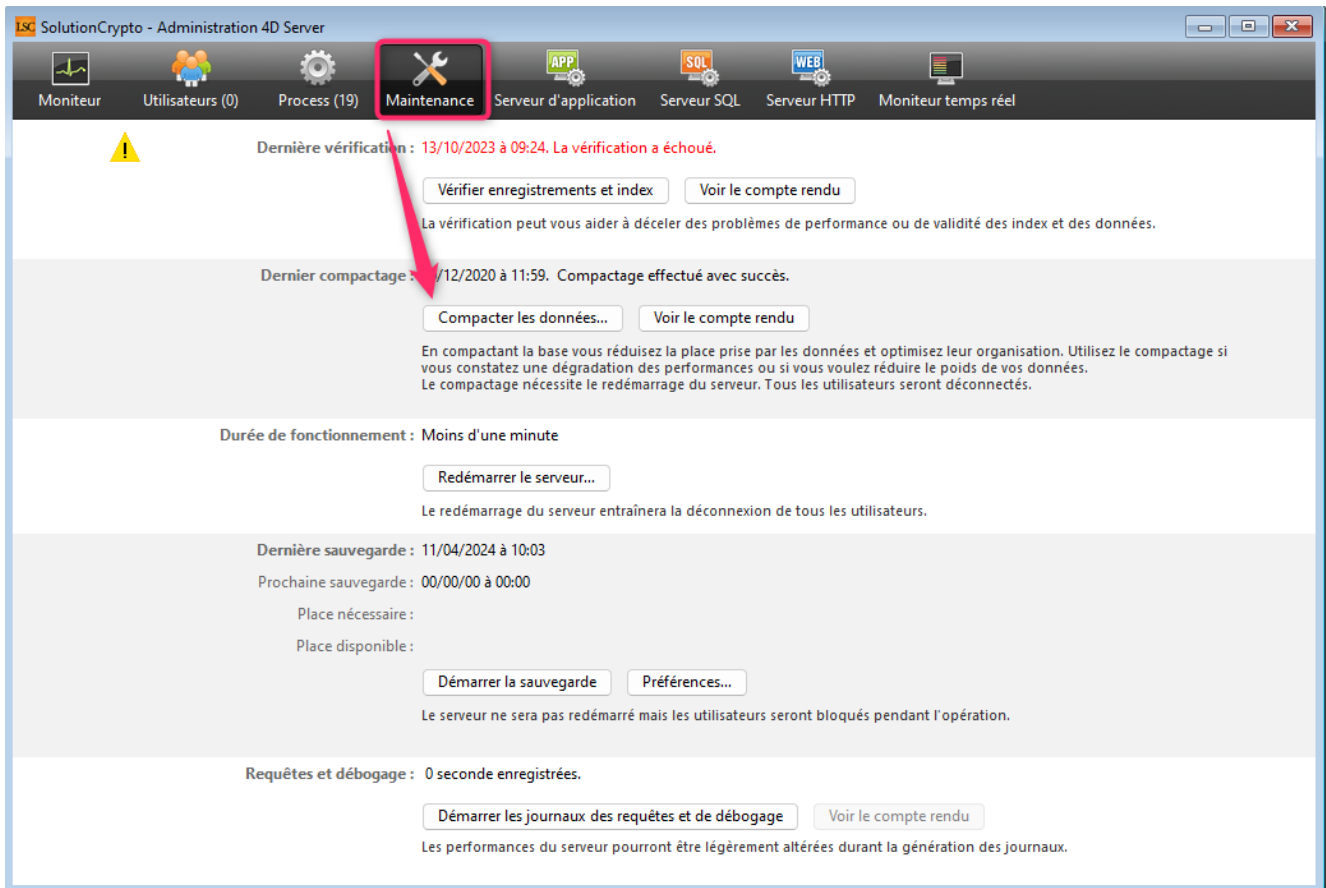 LSC SolutionCrypto - Administration 4D Server
Moniteur Utilisateurs (0) Process (19) Maintenance APP Serveur d'application SQL Serveur SQL WEB Serveur HTTP Moniteur temps réel
Dernière vérification : 13/10/2023 à 09:24. La vérification a échoué.
Vérifier enregistrements et index Voir le compte rendu
La vérification peut vous aider à déceler des problèmes de performance ou de validité des index et des données.
Dernier compactage : /12/2020 à 11:59. Compactage effectué avec succès.
Compacter les données... Voir le compte rendu
En compactant la base vous réduisez la place prise par les données et optimisez leur organisation. Utilisez le compactage si
vous constatez une dégradation des performances ou si vous voulez réduire le poids de vos données.
Le compactage nécessite le redémarrage du serveur. Tous les utilisateurs seront déconnectés.
Durée de fonctionnement : Moins d'une minute
Redémarrer le serveur...
Le redémarrage du serveur entraînera la déconnexion de tous les utilisateurs.
Dernière sauvegarde : 11/04/2024 à 10:03
Prochaine sauvegarde : 00/00/00 à 00:00
Place nécessaire :
Place disponible :
Démarrer la sauvegarde Préférences...
Le serveur ne sera pas redémarré mais les utilisateurs seront bloqués pendant l'opération.
Requêtes et débogage : 0 seconde enregistrées.
Démarrer les journaux des requêtes et de débogage Voir le compte rendu
Les performances du serveur pourront être légèrement altérées durant la génération des journaux.